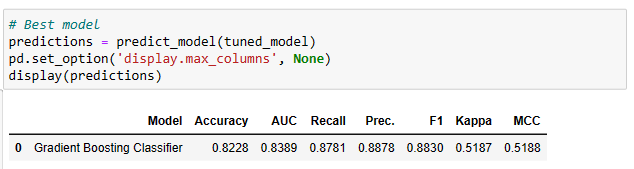 # Best model
predictions = predict_model(tuned_model)
pd.set_option('display.max_columns', None)
display(predictions)
Model Accuracy AUC Recall Prec. F1 Kappa MCC
0 Gradient Boosting Classifier 0.8228 0.8389 0.8781 0.8878 0.8830 0.5187 0.5188